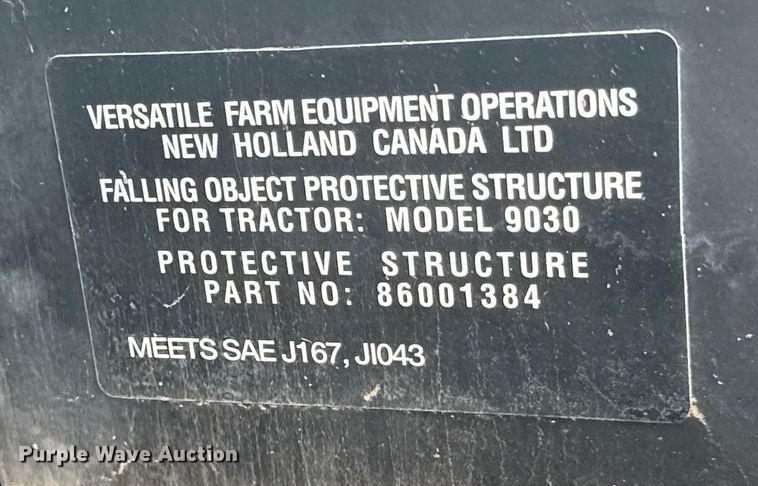 VERSATILE FARM EQUIPMENT OPERATIONS
NEW HOLLAND CANADA LTD
FALLING OBJECT PROTECTIVE STRUCTURE
FOR TRACTOR: MODEL 9030
PROTECTIVE STRUCTURE
PART NO: 86001384
MEETS SAE J167, J1043
Purple Wave Auction